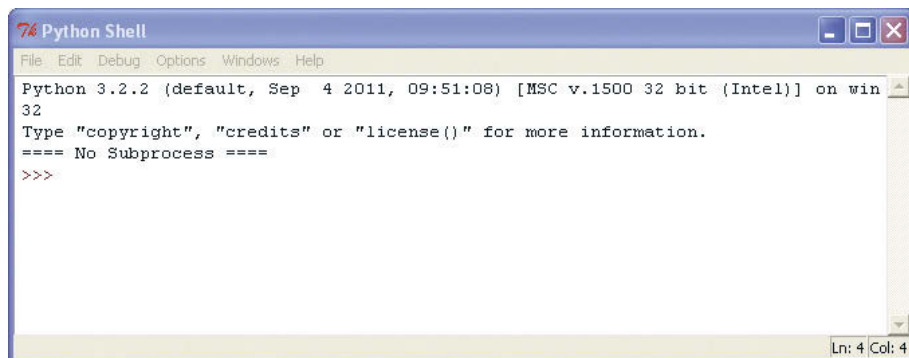 Python Shell
File Edit Debug Options Windows Help
Python 3.2.2 (default, Sep  4 2011, 09:51:08) [MSC v.1500 32 bit (Intel)] on win
32
Type "copyright", "credits" or "license()" for more information.
==== No Subprocess ====
>>>
Ln: 4 Col: 4